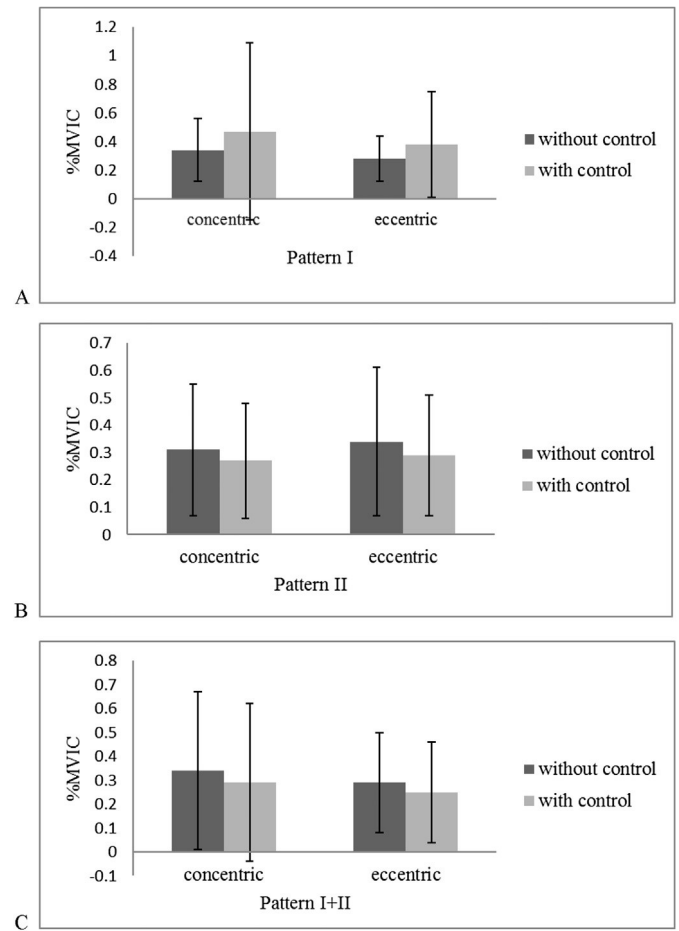 1.2
1
0.8
0.6
0.4
0.2
0
-0.2
-0.4
%MVIC
concentric
eccentric
Pattern I
without control
with control
A
0.7
0.6
0.5
0.4
0.3
0.2
0.1
0
%MVIC
concentric
eccentric
Pattern II
without control
with control
B
0.8
0.7
0.6
0.5
0.4
0.3
0.2
0.1
0
-0.1
%MVIC
concentric
eccentric
Pattern I+II
without control
with control
C